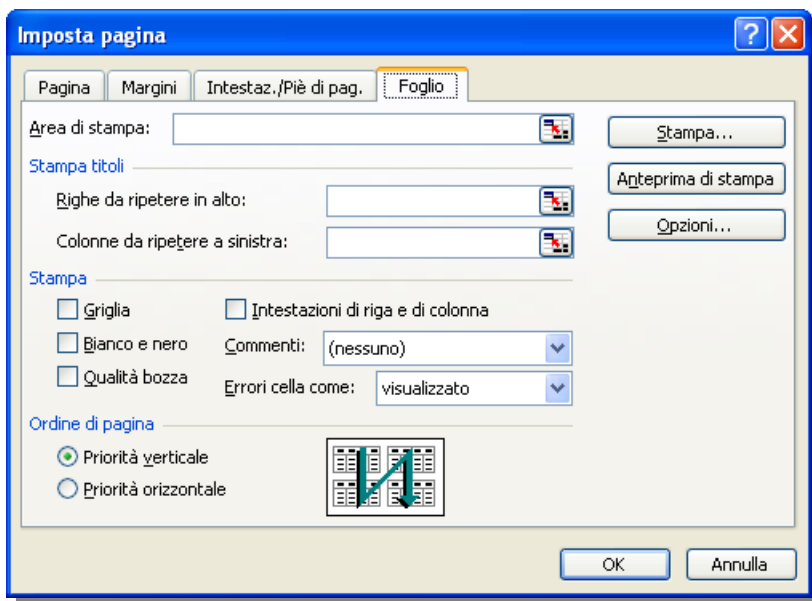 Imposta pagina
Pagina Margini Intestaz./Piè di pag. Foglio
Area di stampa: Stampa...
Stampa titoli
Righe da ripetere in alto: Anteprima di stampa
Colonne da ripetere a sinistra: Opzioni...
Stampa
Griglia Intestazioni di riga e di colonna
Bianco e nero Commenti: (nessuno)
Qualità bozza Errori cella come: visualizzato
Ordine di pagina
Priorità verticale
Priorità orizzontale
OK Annulla